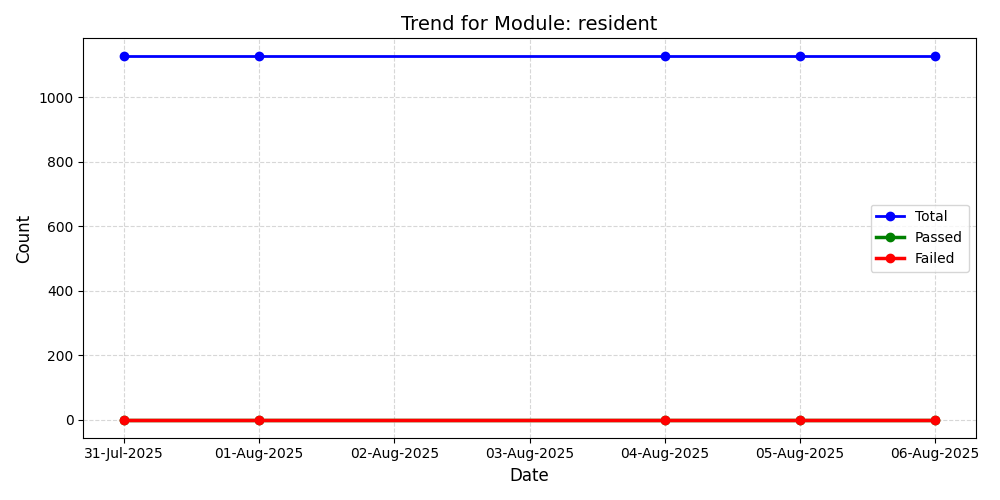 Trend for Module: resident
Count
1000
800
600
400
200
0
Total
Passed
Failed
31-Jul-2025
01-Aug-2025
02-Aug-2025
03-Aug-2025
04-Aug-2025
05-Aug-2025
06-Aug-2025
Date